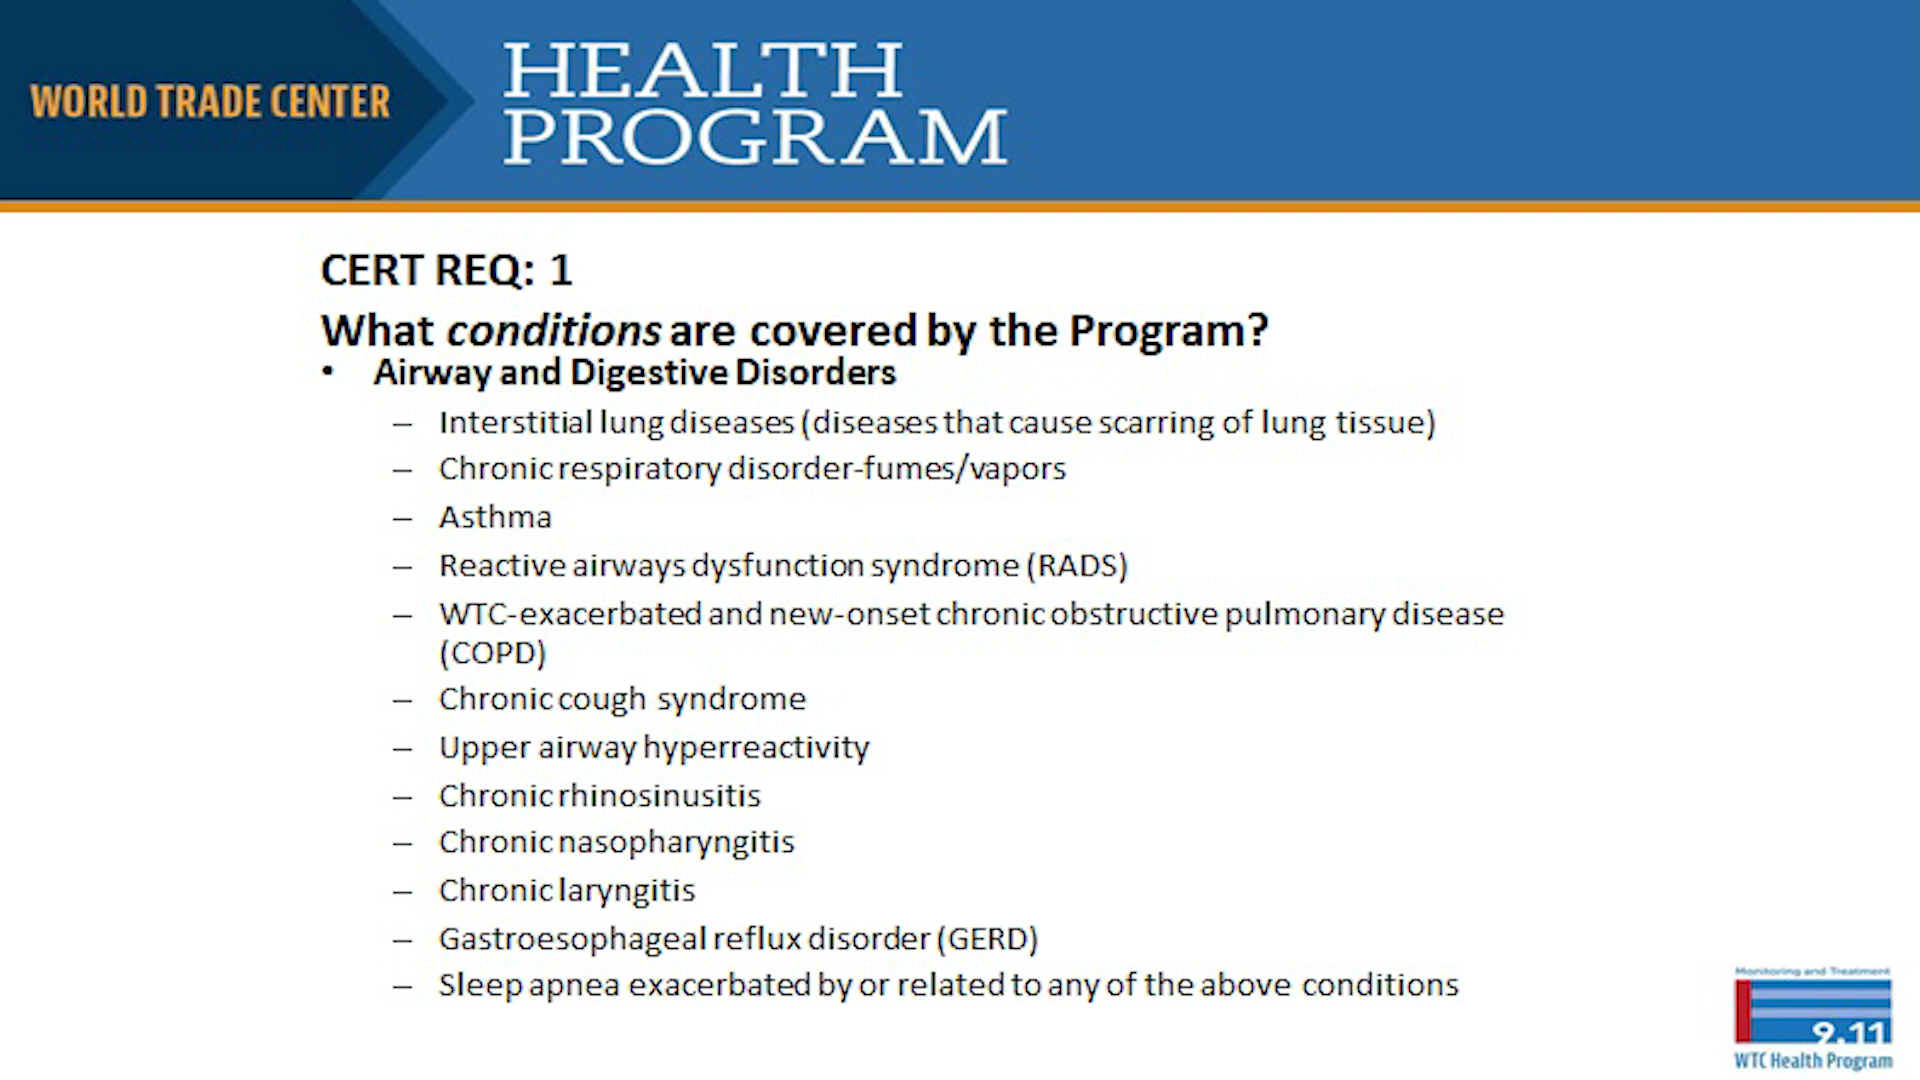 WORLD TRADE CENTER
HEALTH
PROGRAM
CERT REQ: 1
What conditions are covered by the Program?
• Airway and Digestive Disorders
– Interstitial lung diseases (diseases that cause scarring of lung tissue)
– Chronic respiratory disorder-fumes/vapors
– Asthma
– Reactive airways dysfunction syndrome (RADS)
– WTC-exacerbated and new-onset chronic obstructive pulmonary disease
(COPD)
– Chronic cough syndrome
– Upper airway hyperreactivity
– Chronic rhinosinusitis
– Chronic nasopharyngitis
– Chronic laryngitis
– Gastroesophageal reflux disorder (GERD)
– Sleep apnea exacerbated by or related to any of the above conditions
Monitoring and Treatment
9.11
WTC Health Program